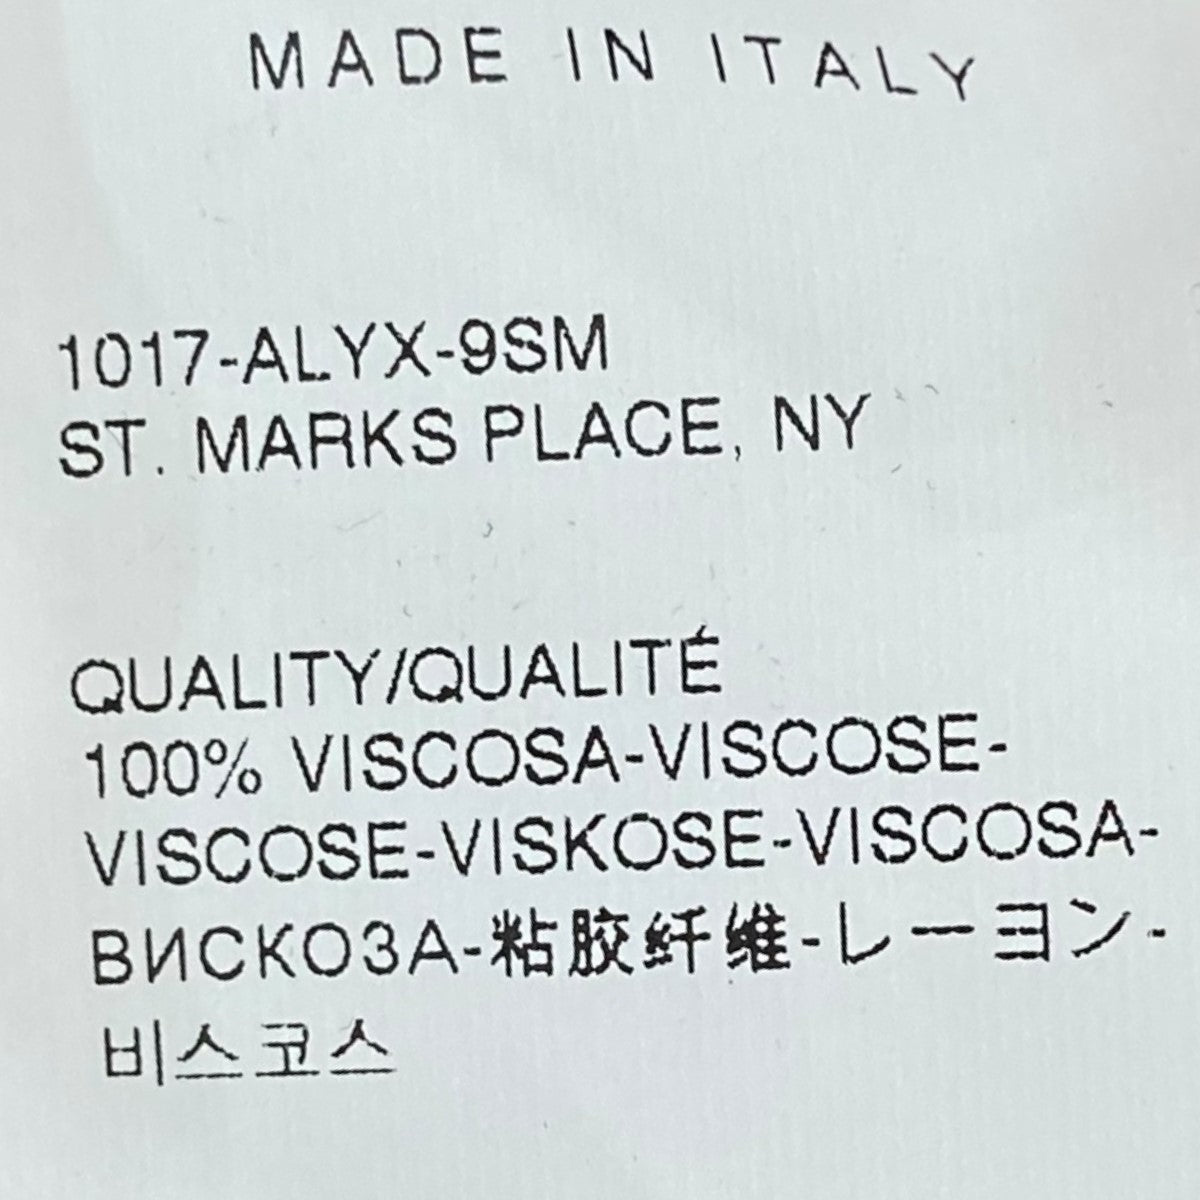 MADE IN ITALY
1017-ALYX-9SM
ST. MARKS PLACE, NY
QUALITY/QUALITÉ
100% VISCOSA-VISCOSE-
VISCOSE-VISKOSE-VISCOSA-
ВИСКОЗА-粘胶纤维-レーヨン-
비스코스